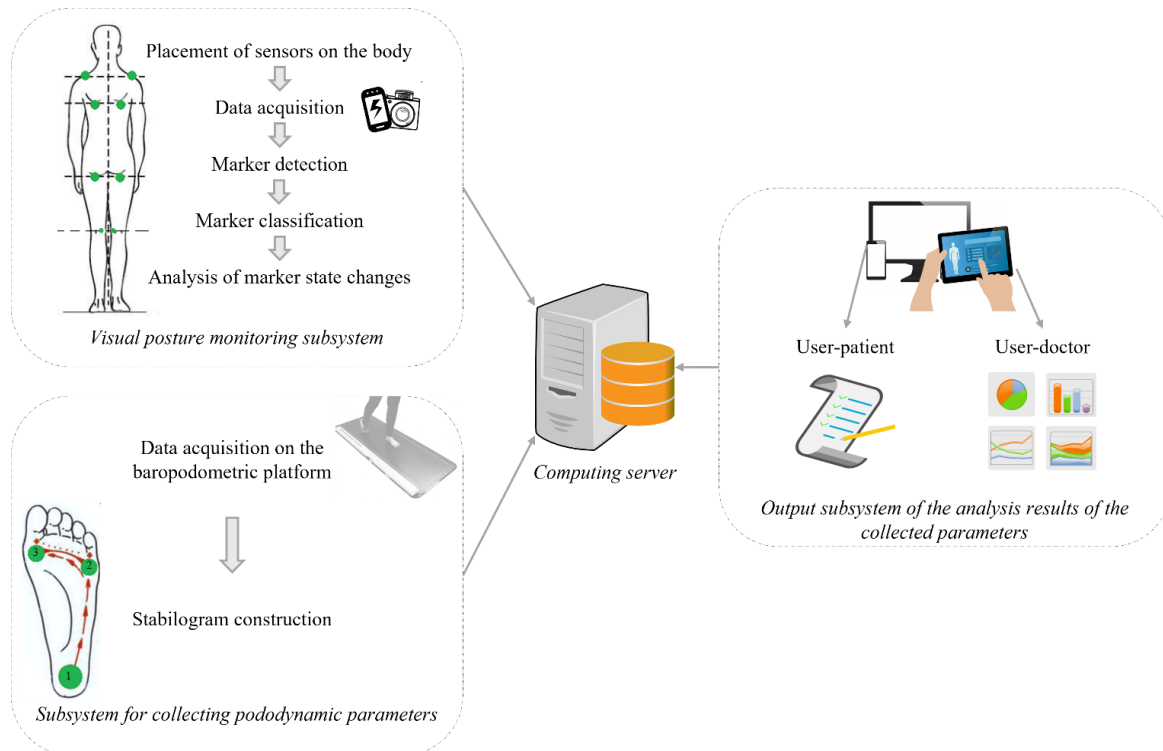 Placement of sensors on the body
Data acquisition
Marker detection
Marker classification
Analysis of marker state changes
Visual posture monitoring subsystem
Data acquisition on the
baropodometric platform
3
2
Stabilogram construction
1
Subsystem for collecting pododynamic parameters
Computing server
User-patient
User-doctor
Output subsystem of the analysis results of the
collected parameters